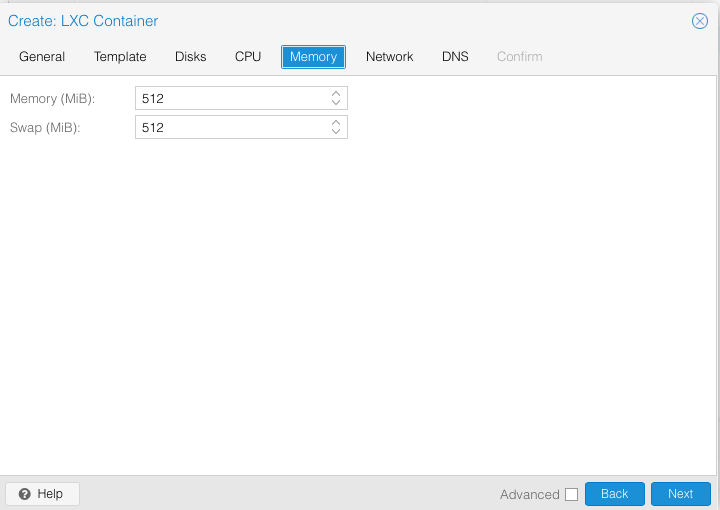 Create: LXC Container
General Template Disks CPU Memory Network DNS Confirm
Memory (MiB): 512
Swap (MiB): 512
Help Advanced Back Next